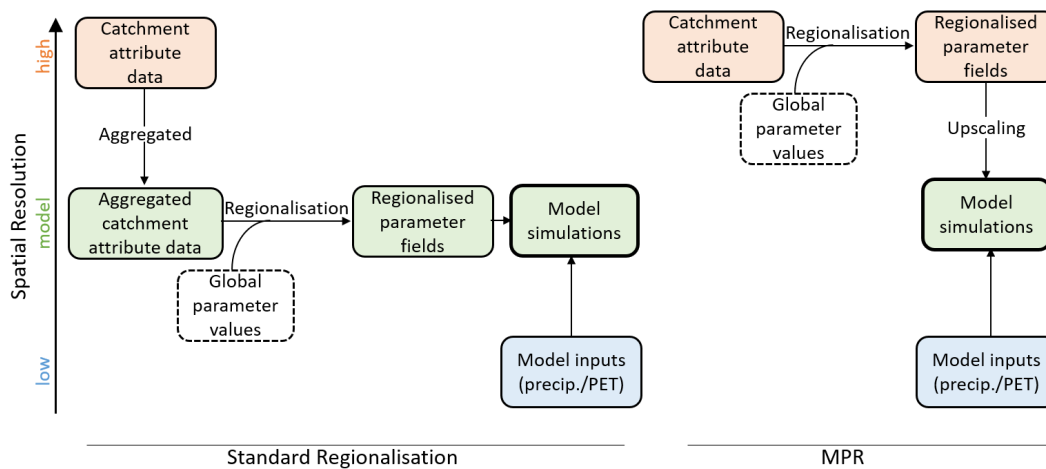 Spatial Resolution
high
model
low
Catchment
attribute
data
Aggregated
Aggregated
catchment
attribute data
Regionalisation
Global
parameter
values
Regionalised
parameter
fields
Model
simulations
Model inputs
(precip./PET)
Standard Regionalisation
Catchment
attribute
data
Regionalisation
Global
parameter
values
Regionalised
parameter
fields
Upscaling
Model
simulations
Model inputs
(precip./PET)
MPR